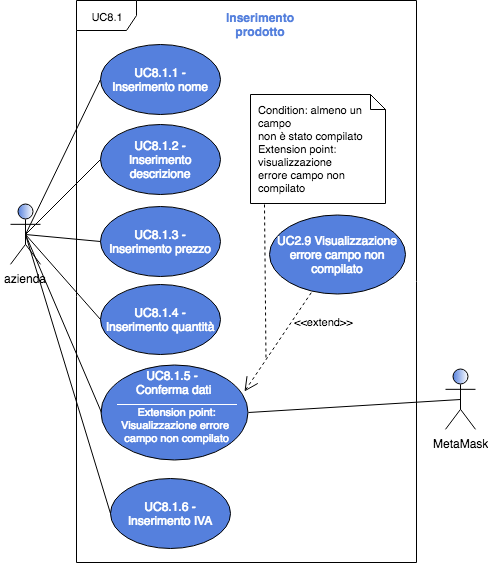 UC8.1
Inserimento
prodotto
UC8.1.1 -
Inserimento nome
Condition: almeno un
campo
non è stato compilato
Extension point:
visualizzazione
errore campo non
compilato
UC8.1.2 -
Inserimento
descrizione
UC8.1.3 -
Inserimento prezzo
UC2.9 Visualizzazione
errore campo non
compilato
azienda
UC8.1.4 -
Inserimento quantità
<<extend>>
UC8.1.5 -
Conferma dati
Extension point:
Visualizzazione errore
campo non compilato
MetaMask
UC8.1.6 -
Inserimento IVA